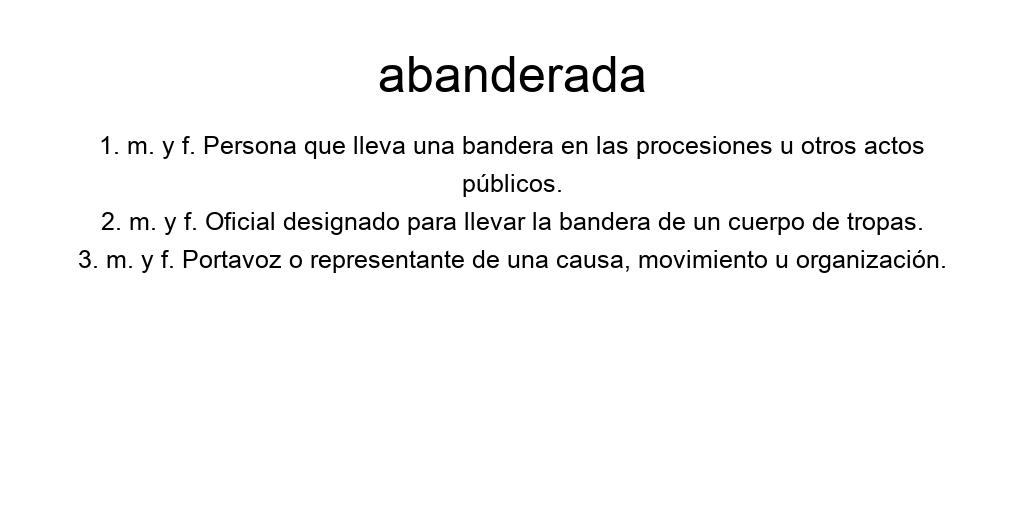 abanderada
1. m. y f. Persona que lleva una bandera en las procesiones u otros actos
públicos.
2. m. y f. Oficial designado para llevar la bandera de un cuerpo de tropas.
3. m. y f. Portavoz o representante de una causa, movimiento u organización.